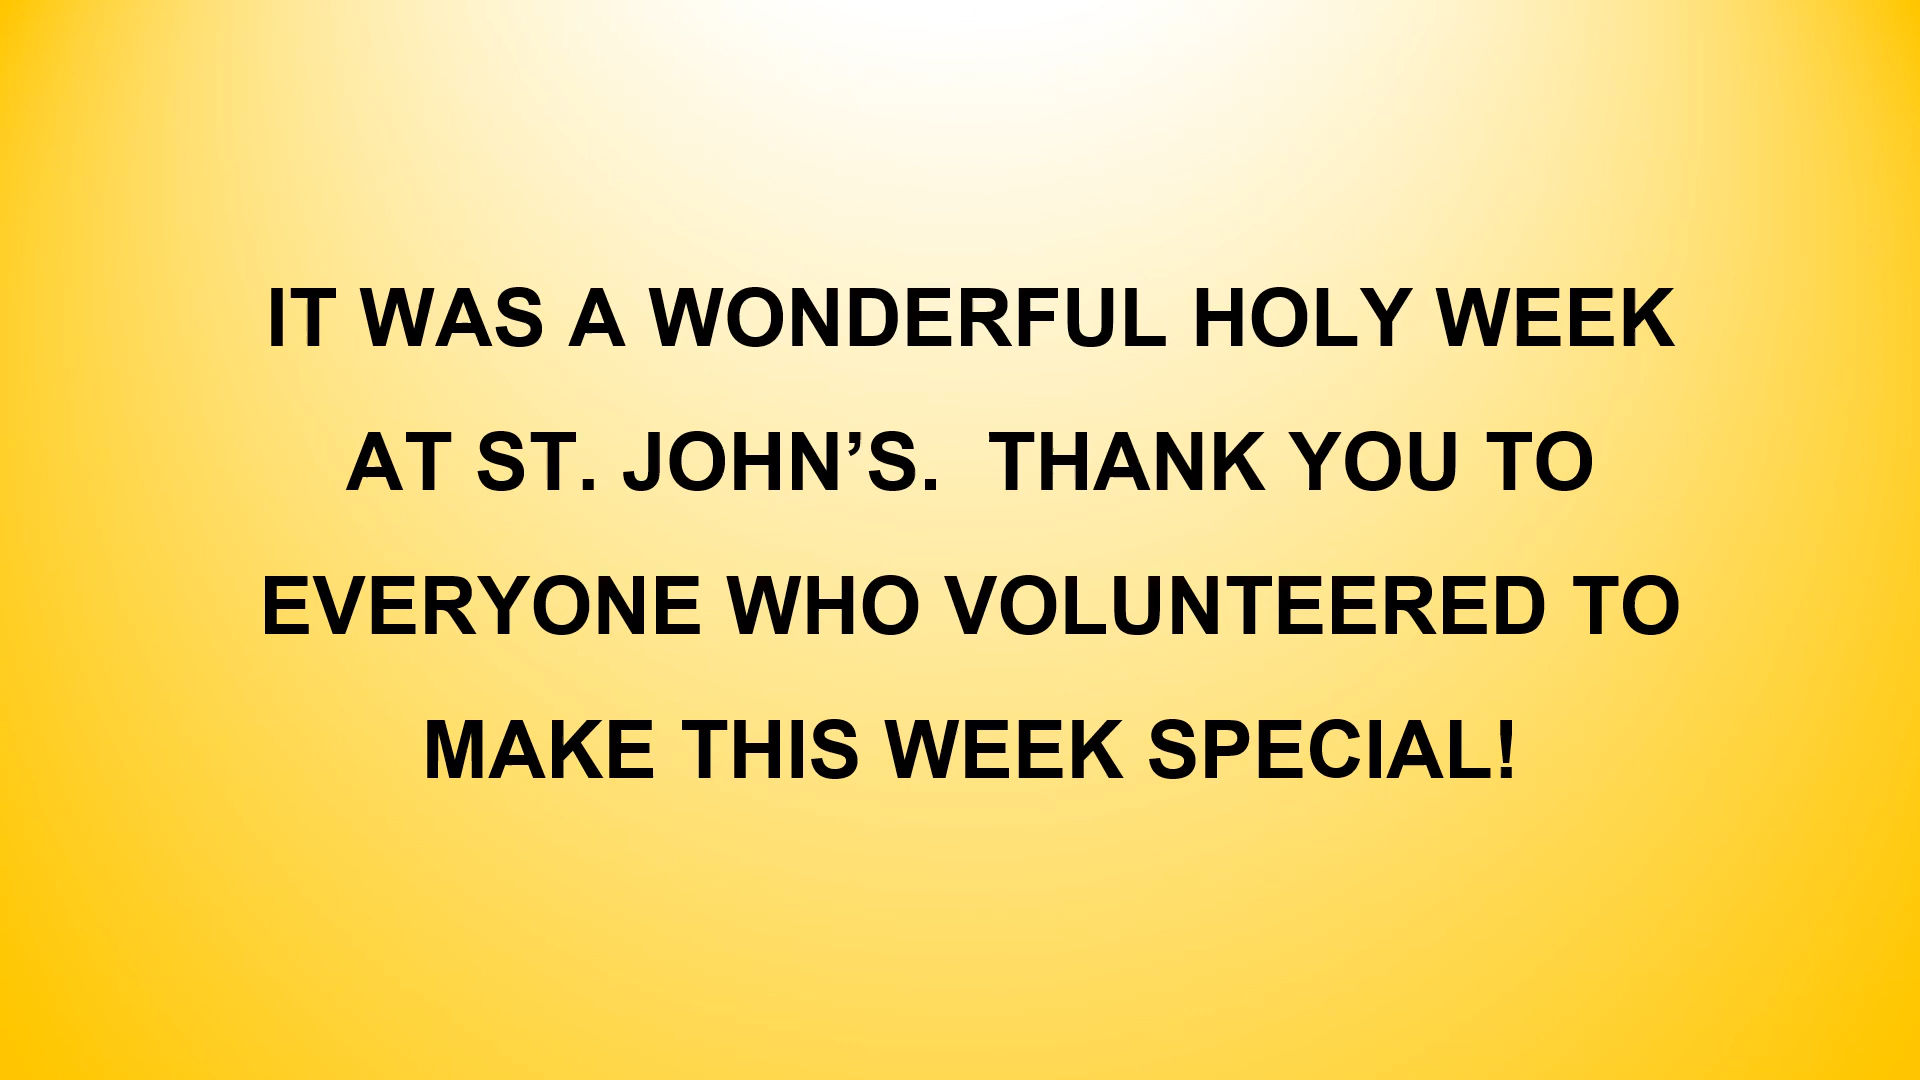 IT WAS A WONDERFUL HOLY WEEK
AT ST. JOHN’S.  THANK YOU TO
EVERYONE WHO VOLUNTEERED TO
MAKE THIS WEEK SPECIAL!